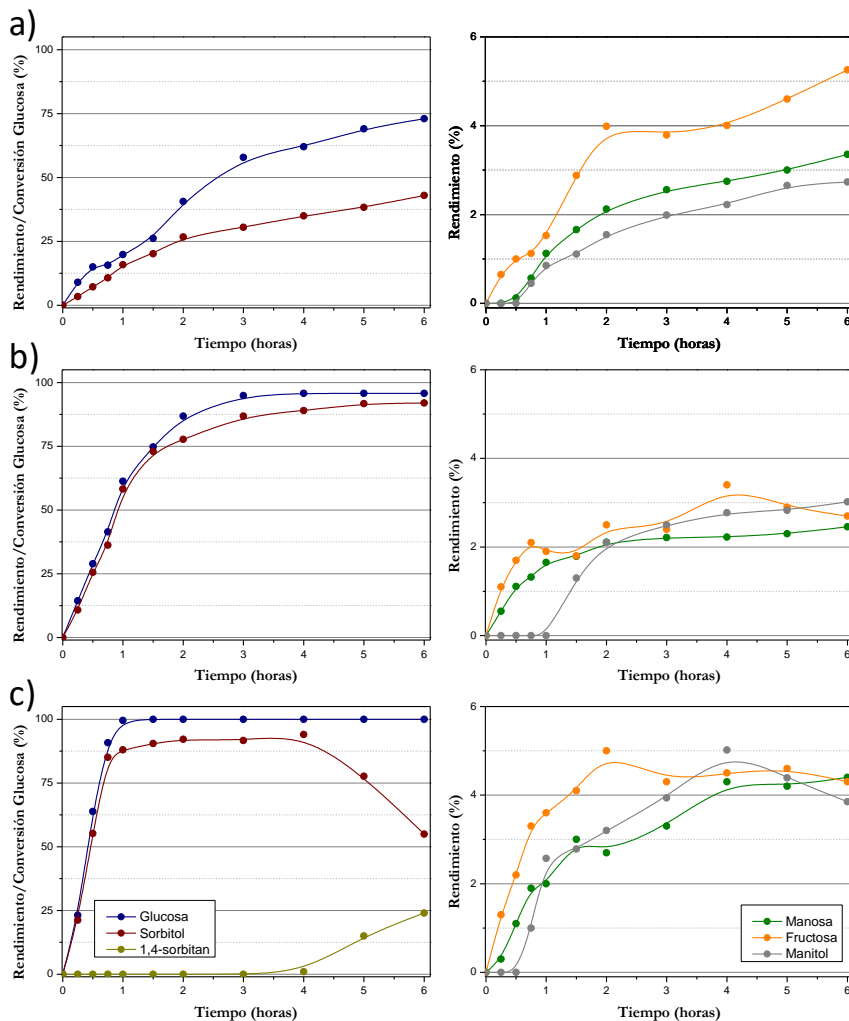 a)
Rendimiento/Conversión Glucosa (%)
100
75
50
25
0
0 1 2 3 4 5 6
Tiempo (horas)
Rendimiento (%)
6
4
2
0
0 1 2 3 4 5 6
Tiempo (horas)
b)
Rendimiento/Conversión Glucosa (%)
100
75
50
25
0
0 1 2 3 4 5 6
Tiempo (horas)
Rendimiento (%)
6
4
2
0
0 1 2 3 4 5 6
Tiempo (horas)
c)
Rendimiento/Conversión Glucosa (%)
100
75
50
25
0
Glucosa
Sorbitol
1,4-sorbitan
0 1 2 3 4 5 6
Tiempo (horas)
Rendimiento (%)
6
4
2
0
Manosa
Fructosa
Manitol
0 1 2 3 4 5 6
Tiempo (horas)